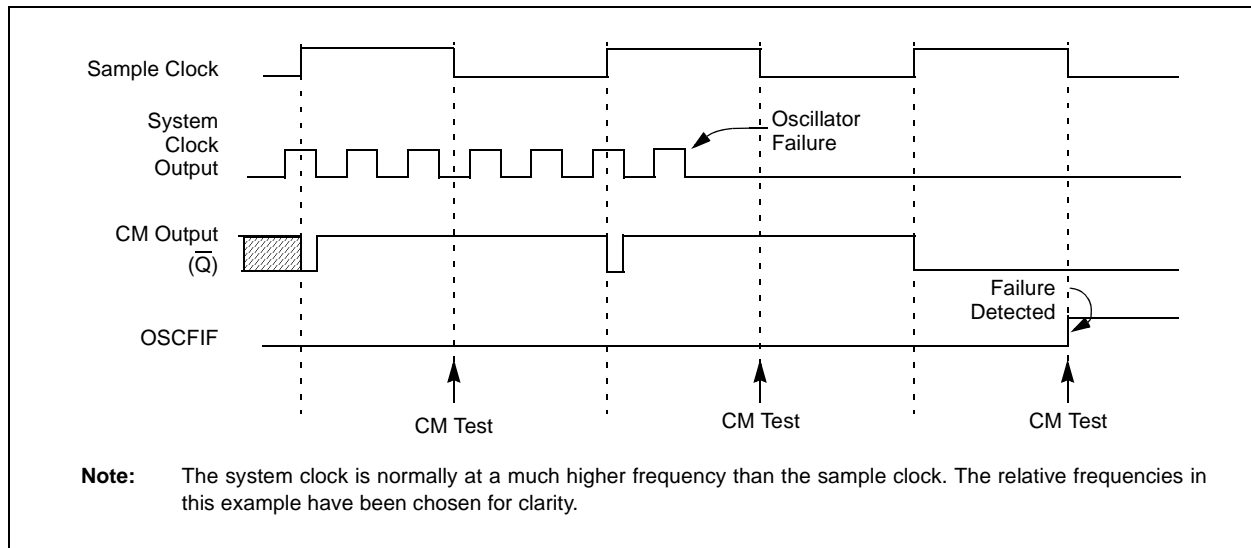 Sample Clock
System
Clock
Output
Oscillator
Failure
CM Output
(Q̅)
Failure
Detected
OSCFIF
CM Test
CM Test
CM Test
Note: The system clock is normally at a much higher frequency than the sample clock. The relative frequencies in
this example have been chosen for clarity.